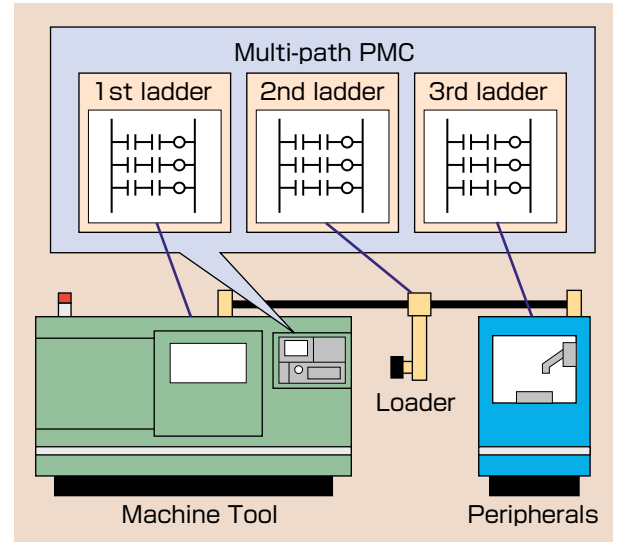 Multi-path PMC
1st ladder
2nd ladder
3rd ladder
Loader
Machine Tool
Peripherals